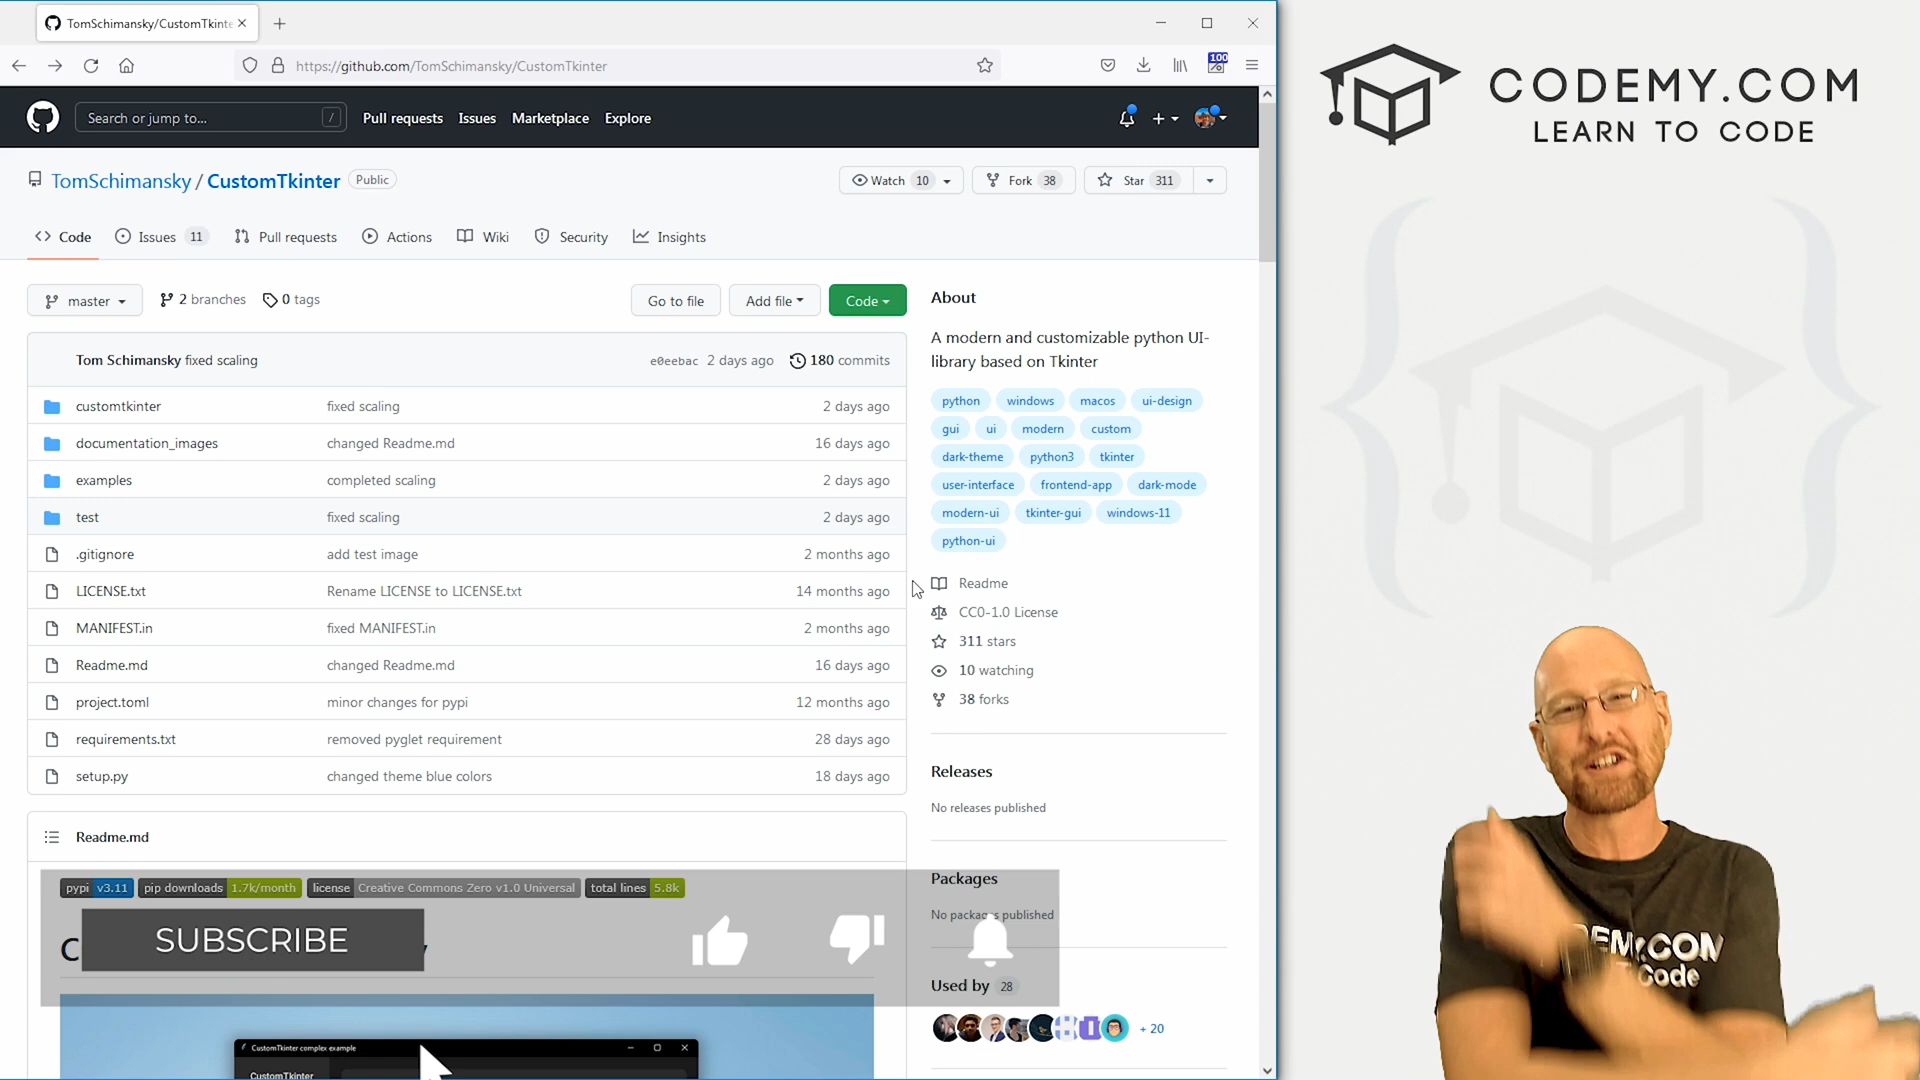 TomSchimansky/CustomTkinte
https://github.com/TomSchimansky/CustomTkinter
100
Search or jump to...
/
Pull requests
Issues
Marketplace
Explore
TomSchimansky / CustomTkinter
Public
Watch 10
Fork 38
Star 311
Code
Issues 11
Pull requests
Actions
Wiki
Security
Insights
master
2 branches
0 tags
Go to file
Add file
Code
Tom Schimansky fixed scaling
e0eebac 2 days ago
180 commits
customtkinter fixed scaling 2 days ago
documentation_images changed Readme.md 16 days ago
examples completed scaling 2 days ago
test fixed scaling 2 days ago
.gitignore add test image 2 months ago
LICENSE.txt Rename LICENSE to LICENSE.txt 14 months ago
MANIFEST.in fixed MANIFEST.in 2 months ago
Readme.md changed Readme.md 16 days ago
project.toml minor changes for pypi 12 months ago
requirements.txt removed pyglet requirement 28 days ago
setup.py changed theme blue colors 18 days ago
Readme.md
pypi v3.11 pip downloads 1.7k/month license Creative Commons Zero v1.0 Universal total lines 5.8k
SUBSCRIBE
CustomTkinter complex example
CustomTkinter
About
A modern and customizable python UI-
library based on Tkinter
python windows macos ui-design
gui ui modern custom
dark-theme python3 tkinter
user-interface frontend-app dark-mode
modern-ui tkinter-gui windows-11
python-ui
Readme
CC0-1.0 License
311 stars
10 watching
38 forks
Releases
No releases published
Packages
No packages published
Used by 28
+ 20
CODEMY.COM
LEARN TO CODE
DEMY.COM
Code